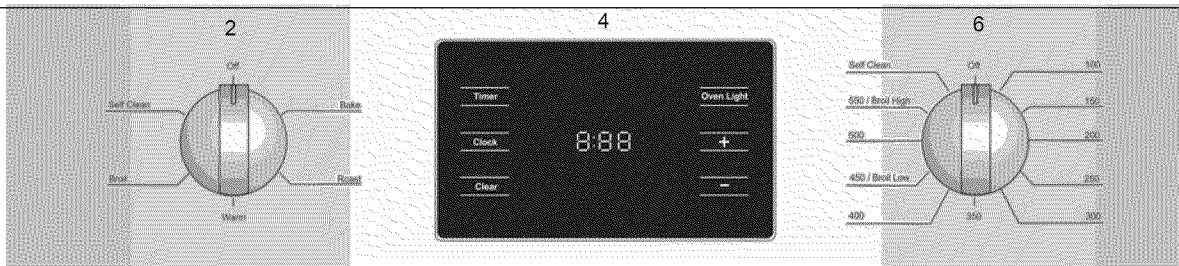 2
Off
Self Clean
Bake
Broil
Roast
Warm
4
Timer
Clock
Clear
8:88
Oven Light
+
−
6
Off
Self Clean
550 / Broil High
500
450 / Broil Low
400
350
100
150
200
250
300